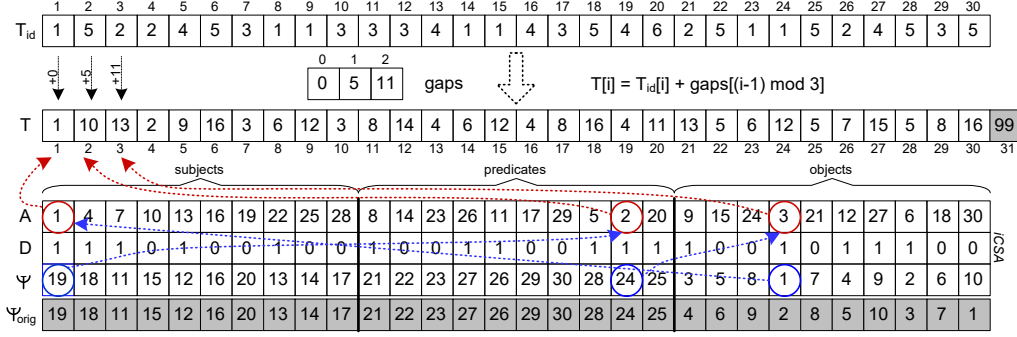 1 2 3 4 5 6 7 8 9 10 11 12 13 14 15 16 17 18 19 20 21 22 23 24 25 26 27 28 29 30
Tid 1 5 2 2 4 5 3 1 1 3 3 3 4 1 1 4 3 5 4 6 2 5 1 1 5 2 4 5 3 5
+0 +5 +11
0 1 2
0 5 11 gaps T[i] = Tid[i] + gaps[(i-1) mod 3]
T 1 10 13 2 9 16 3 6 12 3 8 14 4 6 12 4 8 16 4 11 13 5 6 12 5 7 15 5 8 16 99
1 2 3 4 5 6 7 8 9 10 11 12 13 14 15 16 17 18 19 20 21 22 23 24 25 26 27 28 29 30 31
subjects predicates objects
A 1 4 7 10 13 16 19 22 25 28 8 14 23 26 11 17 29 5 2 20 9 15 24 3 21 12 27 6 18 30
D 1 1 1 0 1 0 0 1 0 0 1 0 0 1 1 0 0 1 1 1 1 0 0 1 0 1 1 1 0 0
iCSA
Ψ 19 18 11 15 12 16 20 13 14 17 21 22 23 27 26 29 30 28 24 25 3 5 8 1 7 4 9 2 6 10
Ψorig 19 18 11 15 12 16 20 13 14 17 21 22 23 27 26 29 30 28 24 25 4 6 9 2 8 5 10 3 7 1